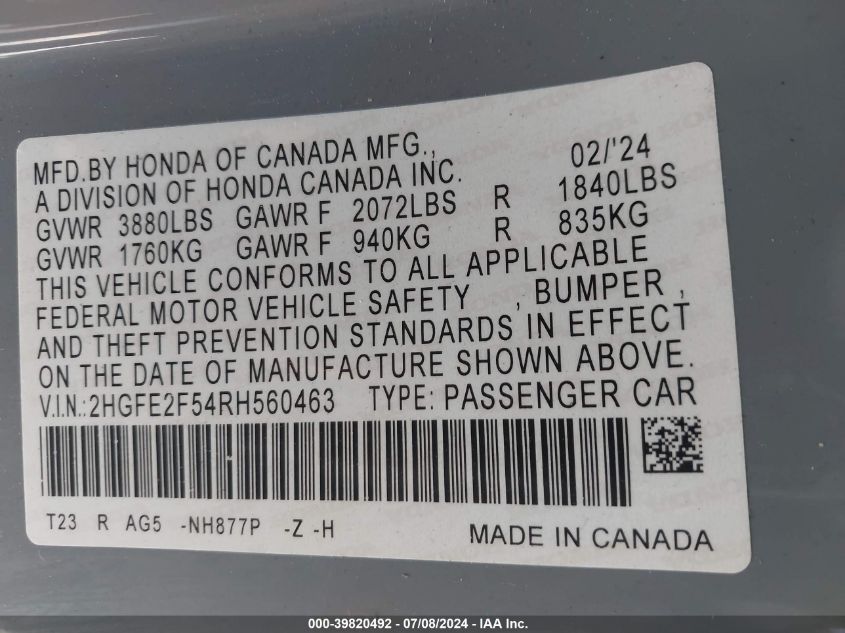 MFD.BY HONDA OF CANADA MFG., 02/'24
A DIVISION OF HONDA CANADA INC.
GVWR 3880LBS GAWR F 2072LBS R 1840LBS
GVWR 1760KG GAWR F 940KG R 835KG
THIS VEHICLE CONFORMS TO ALL APPLICABLE
FEDERAL MOTOR VEHICLE SAFETY , BUMPER ,
AND THEFT PREVENTION STANDARDS IN EFFECT
ON THE DATE OF MANUFACTURE SHOWN ABOVE.
V.I.N.:2HGFE2F54RH560463 TYPE: PASSENGER CAR
T23 R AG5 -NH877P -Z -H MADE IN CANADA
000-39820492 - 07/08/2024 - IAA Inc.